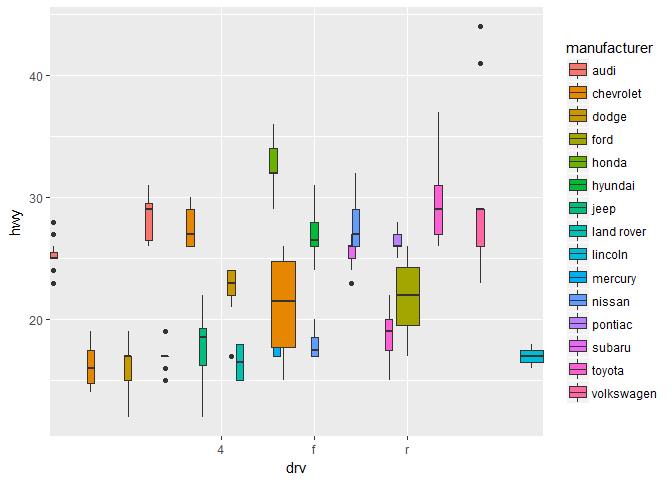 manufacturer
audi
chevrolet
dodge
ford
honda
hyundai
jeep
land rover
lincoln
mercury
nissan
pontiac
subaru
toyota
volkswagen
hwy
40
30
20
4 f r
drv